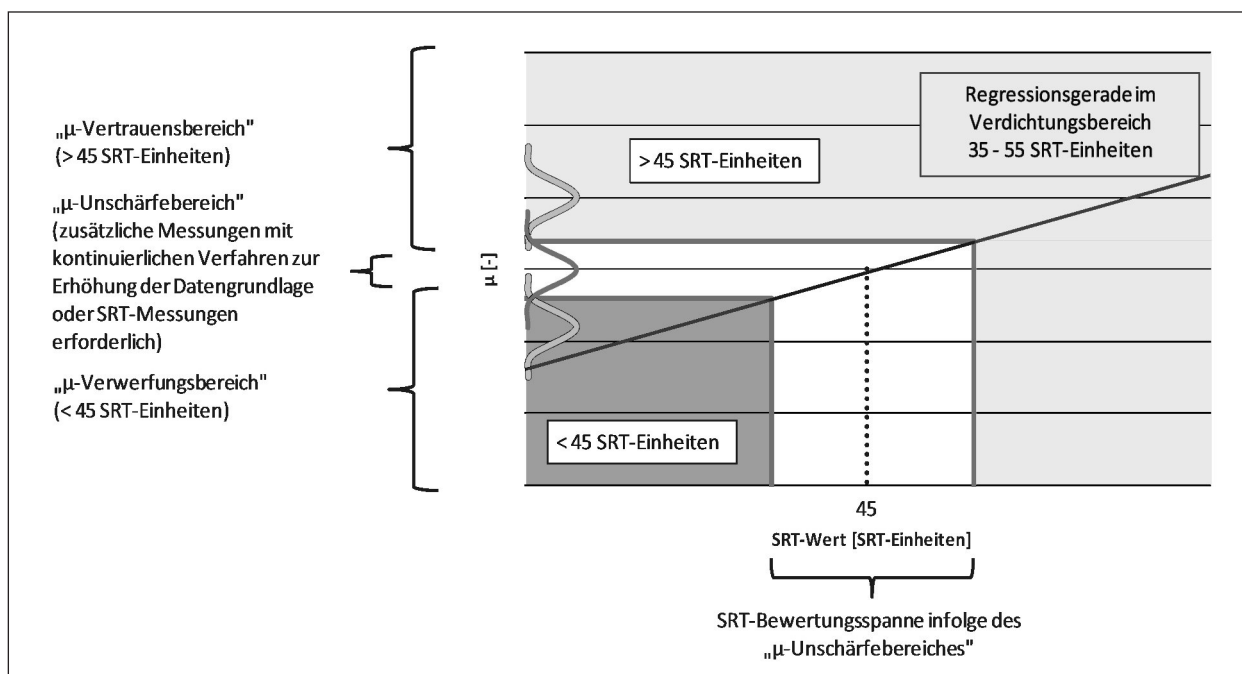 „µ-Vertrauensbereich"
(> 45 SRT-Einheiten)
„µ-Unschärfebereich"
(zusätzliche Messungen mit
kontinuierlichen Verfahren zur
Erhöhung der Datengrundlage
oder SRT-Messungen
erforderlich)
„µ-Verwerfungsbereich"
(< 45 SRT-Einheiten)
µ [-]
Regressionsgerade im
Verdichtungsbereich
35 - 55 SRT-Einheiten
> 45 SRT-Einheiten
< 45 SRT-Einheiten
45
SRT-Wert [SRT-Einheiten]
SRT-Bewertungsspanne infolge des
„µ-Unschärfebereiches"